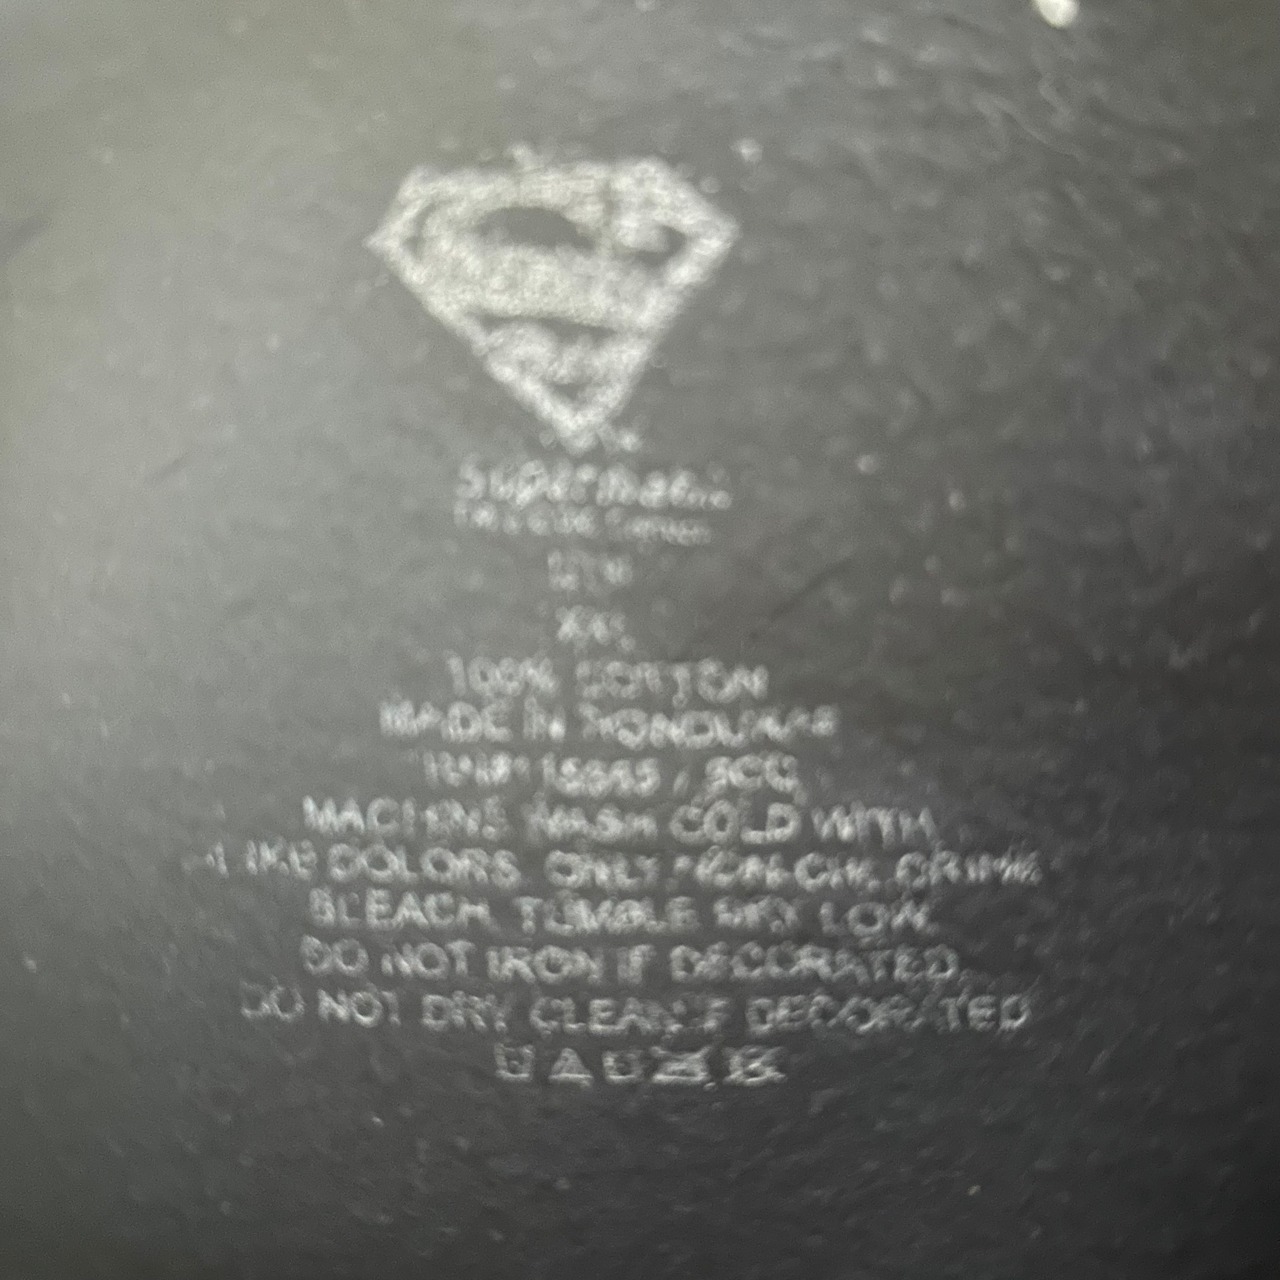 Superman
100% COTTON
MADE IN HONDURAS
MACHINE WASH COLD WITH
LIKE COLORS. ONLY NON-CHLORINE
BLEACH. TUMBLE DRY LOW.
DO NOT IRON IF DECORATED.
DO NOT DRY CLEAN IF DECORATED